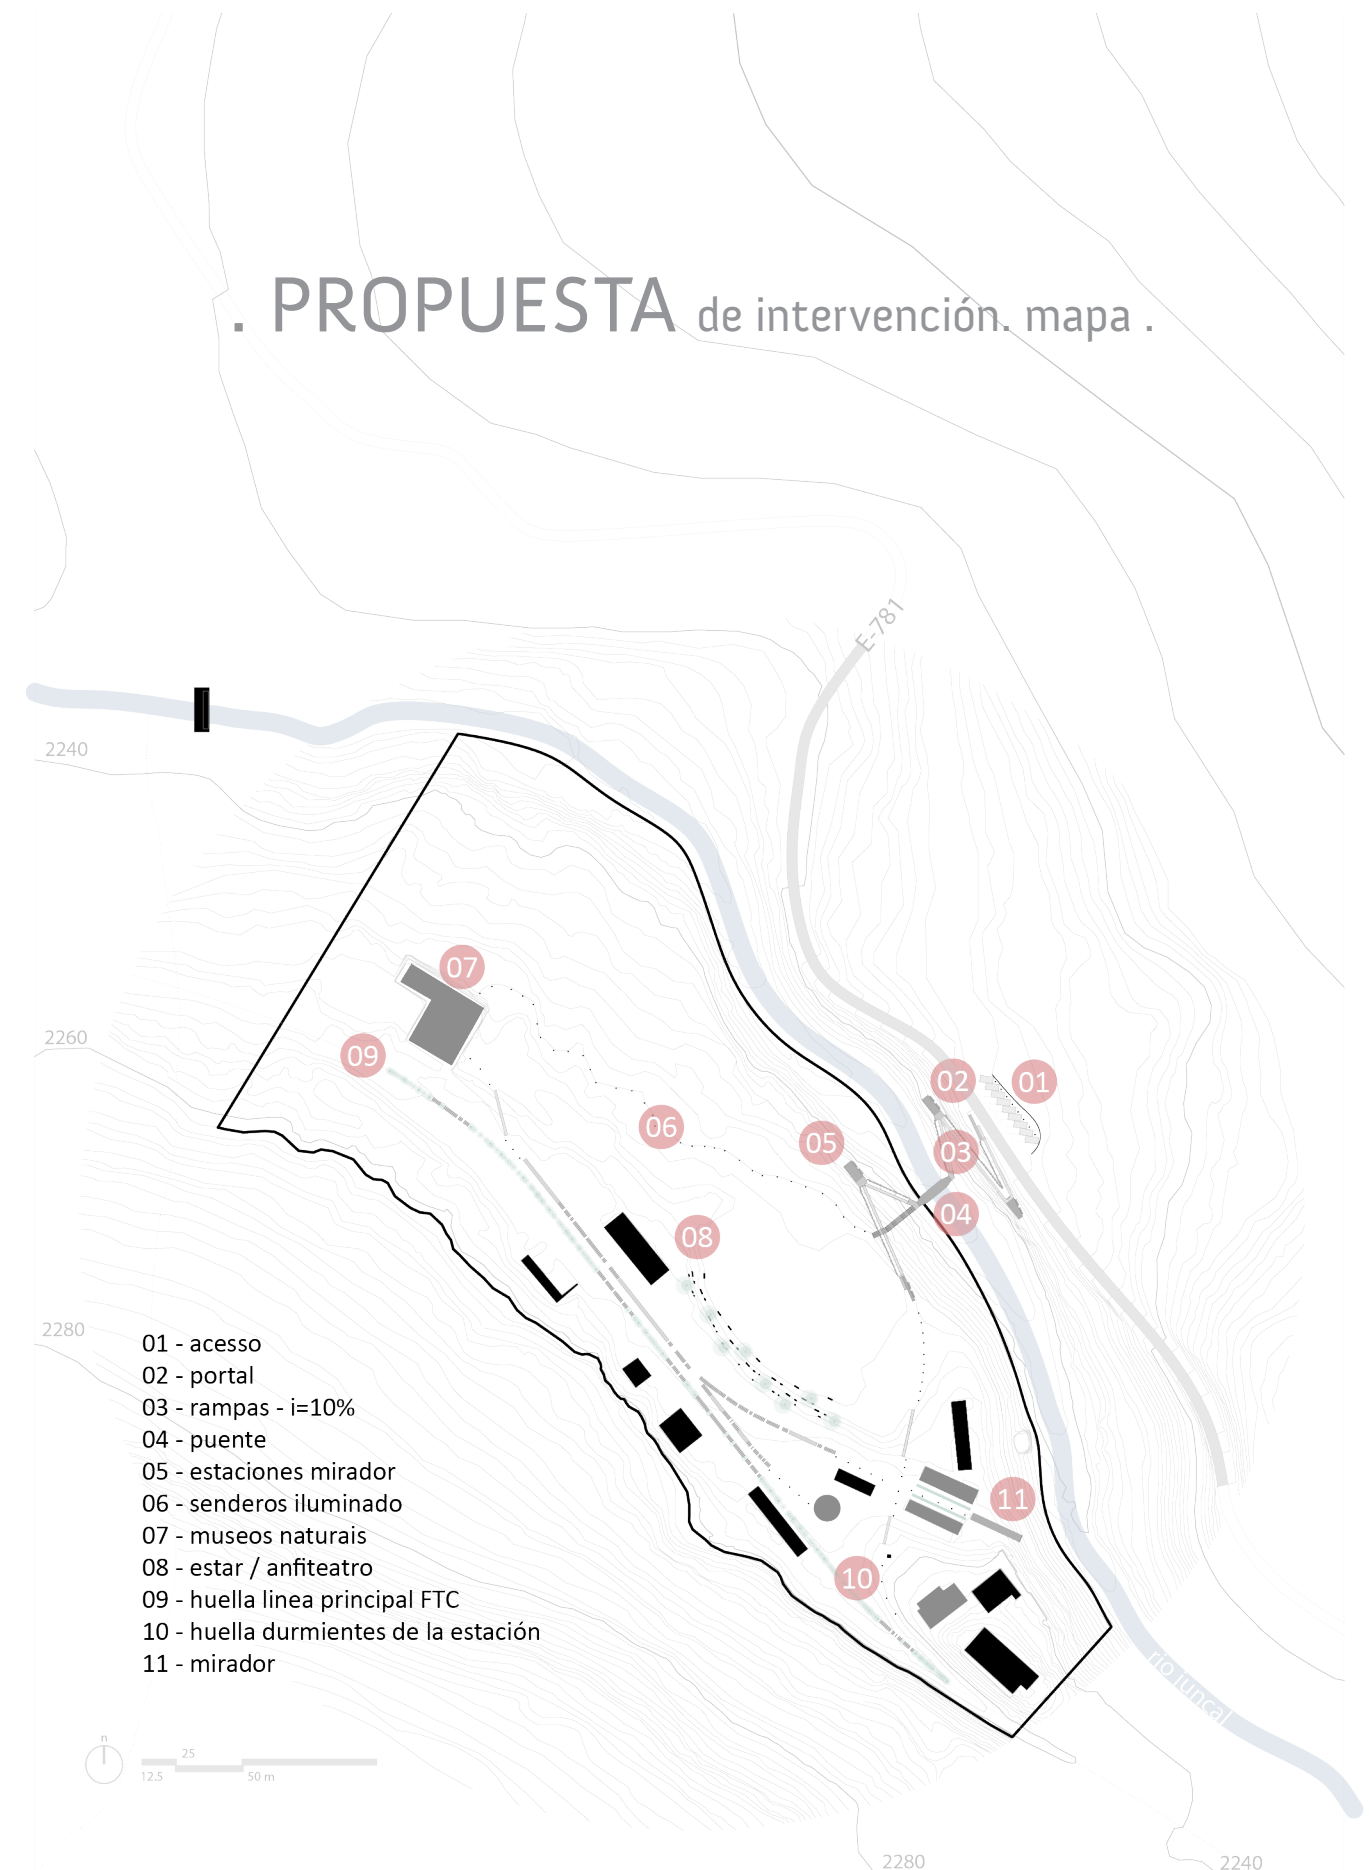 . PROPUESTA de intervención. mapa .
E-781
2240
07
2260
09
02
01
06
05
03
04
08
2280
01 - acesso
02 - portal
03 - rampas - i=10%
04 - puente
05 - estaciones mirador
06 - senderos iluminado
07 - museos naturais
08 - estar / anfiteatro
09 - huella linea principal FTC
10 - huella durmientes de la estación
11 - mirador
11
10
río juncal
n
25
12.5
50 m
2280
2240